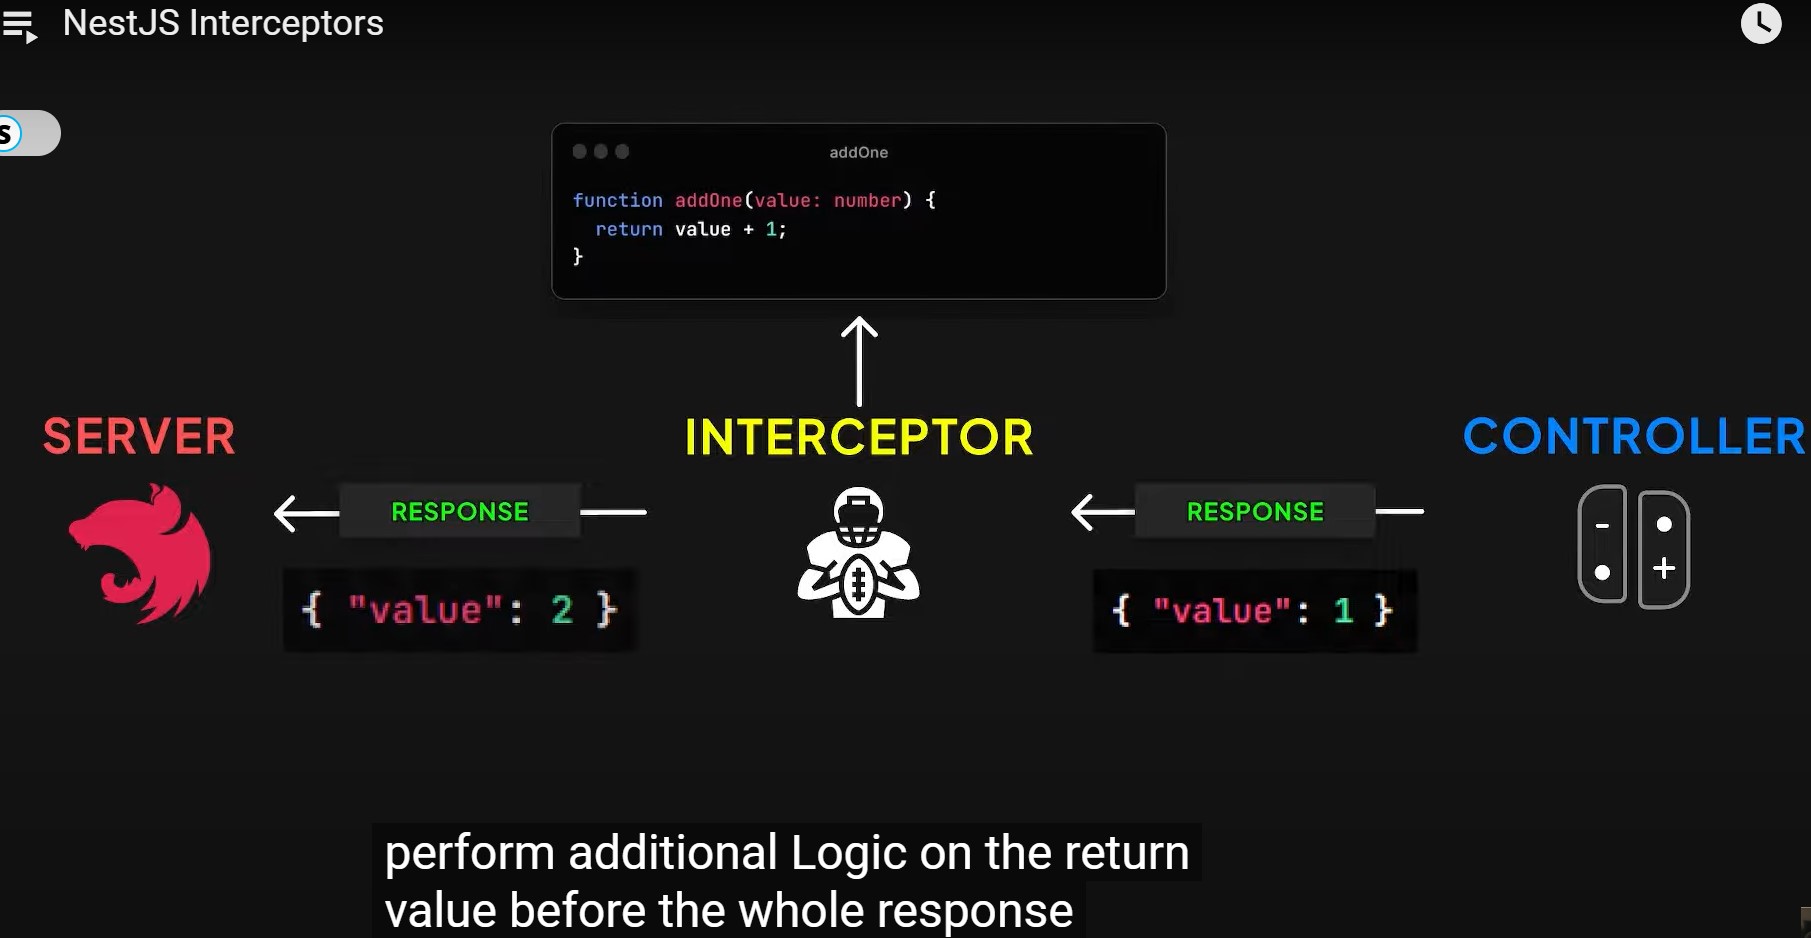 NestJS Interceptors
S
addOne
function addOne(value: number) {
return value + 1;
}
SERVER
INTERCEPTOR
CONTROLLER
RESPONSE
RESPONSE
{ "value": 2 }
{ "value": 1 }
perform additional Logic on the return
value before the whole response